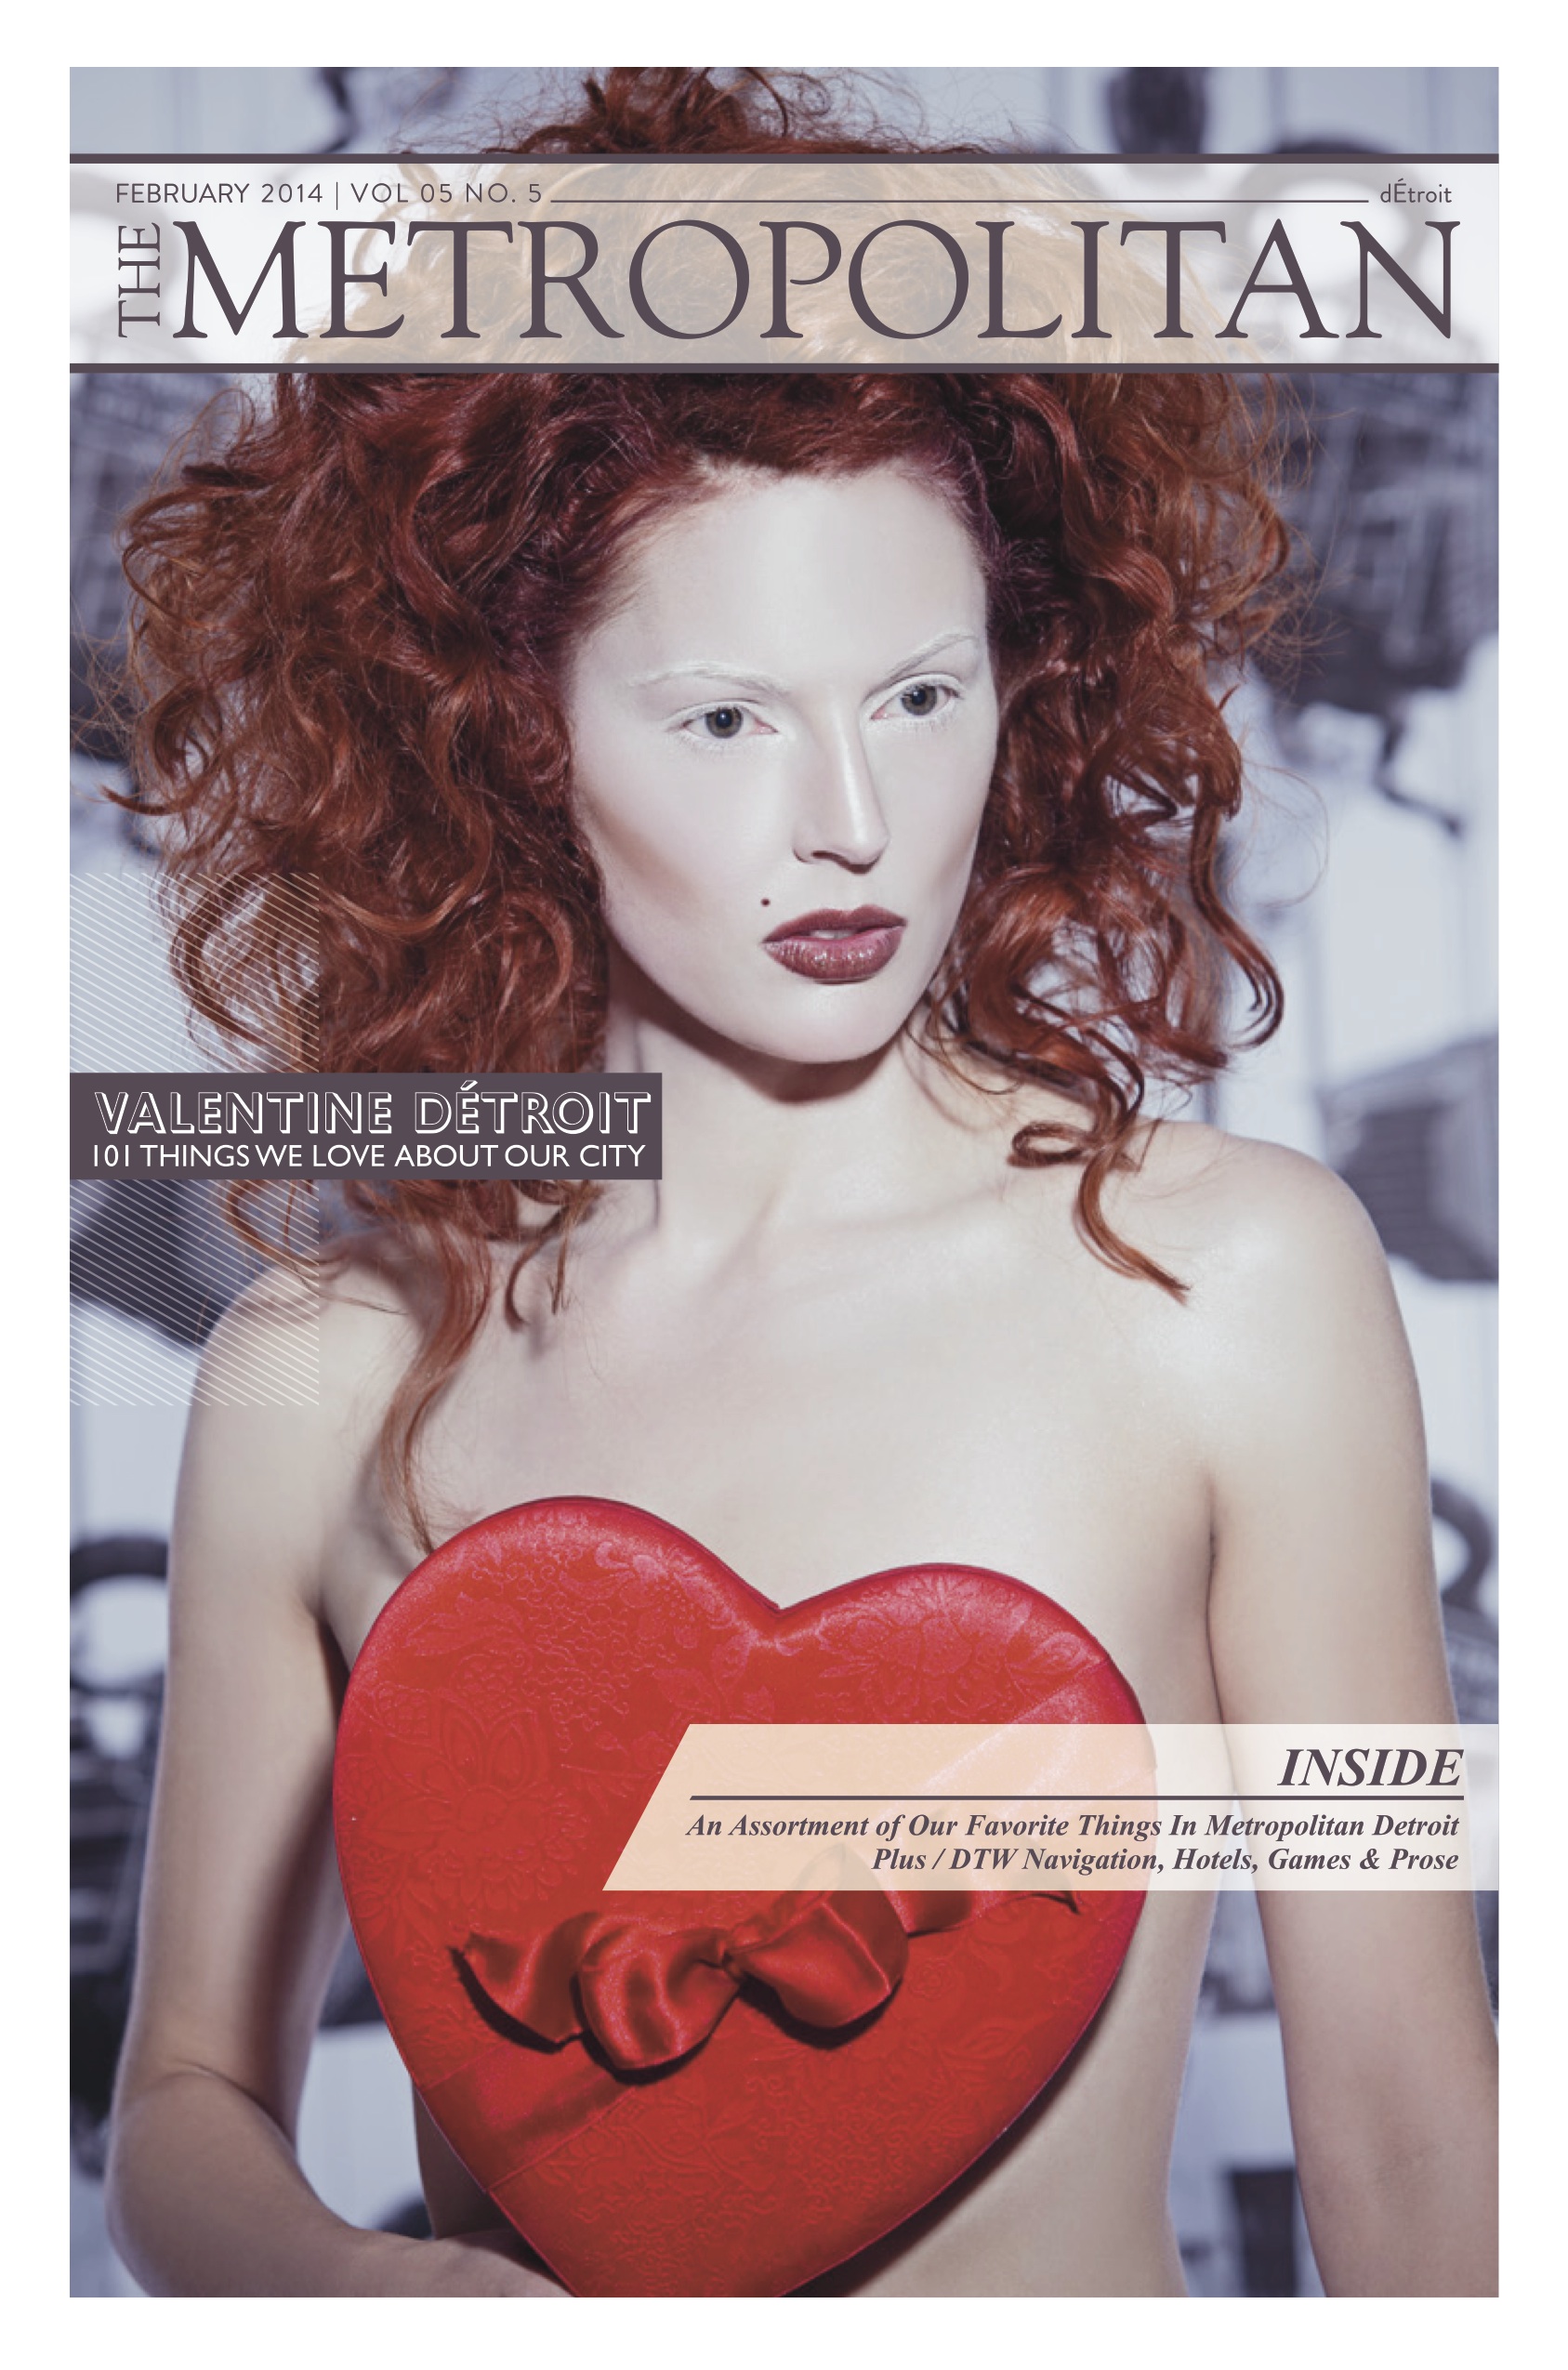 FEBRUARY 2014 | VOL 05 NO. 5 dÉtroit
THE METROPOLITAN
VALENTINE DÉTROIT
101 THINGS WE LOVE ABOUT OUR CITY
INSIDE
An Assortment of Our Favorite Things In Metropolitan Detroit
Plus / DTW Navigation, Hotels, Games & Prose